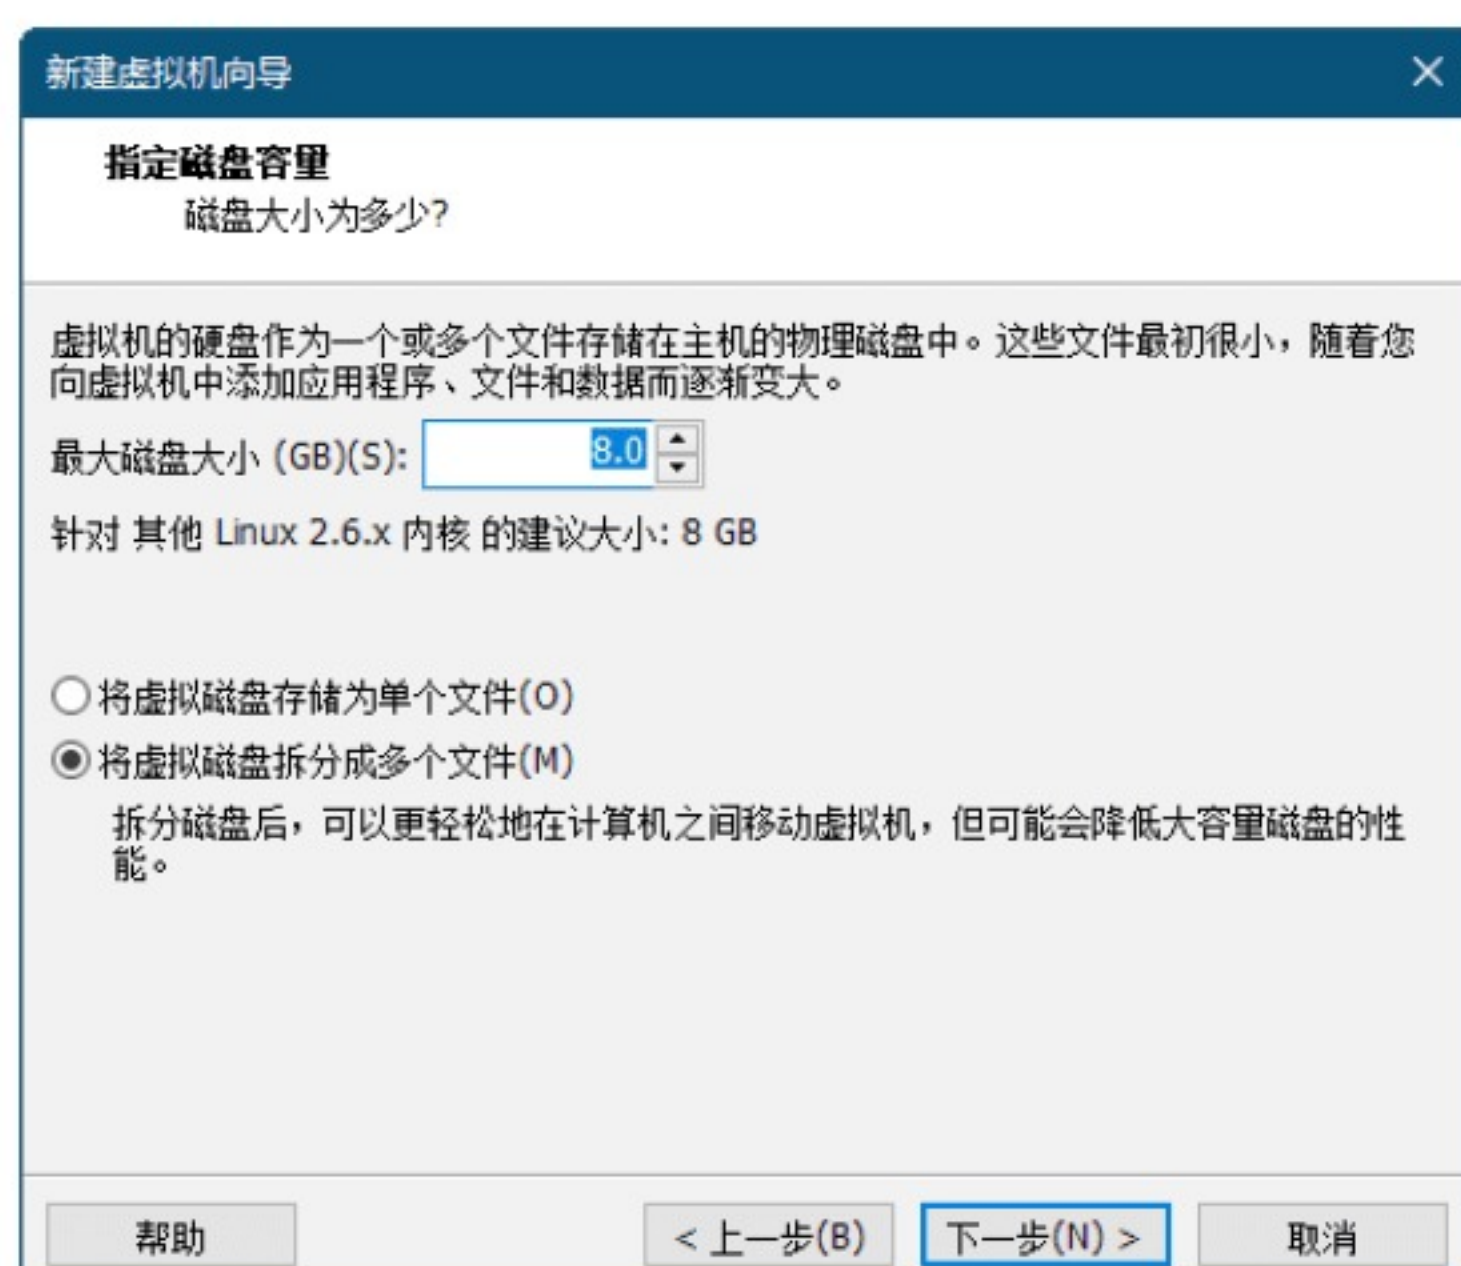 新建虚拟机向导
指定磁盘容量
磁盘大小为多少?
虚拟机的硬盘作为一个或多个文件存储在主机的物理磁盘中。这些文件最初很小，随着您
向虚拟机中添加应用程序、文件和数据而逐渐变大。
最大磁盘大小 (GB)(S): 8.0
针对 其他 Linux 2.6.x 内核 的建议大小: 8 GB
将虚拟磁盘存储为单个文件(O)
将虚拟磁盘拆分成多个文件(M)
拆分磁盘后，可以更轻松地在计算机之间移动虚拟机，但可能会降低大容量磁盘的性
能。
帮助 < 上一步(B) 下一步(N) > 取消